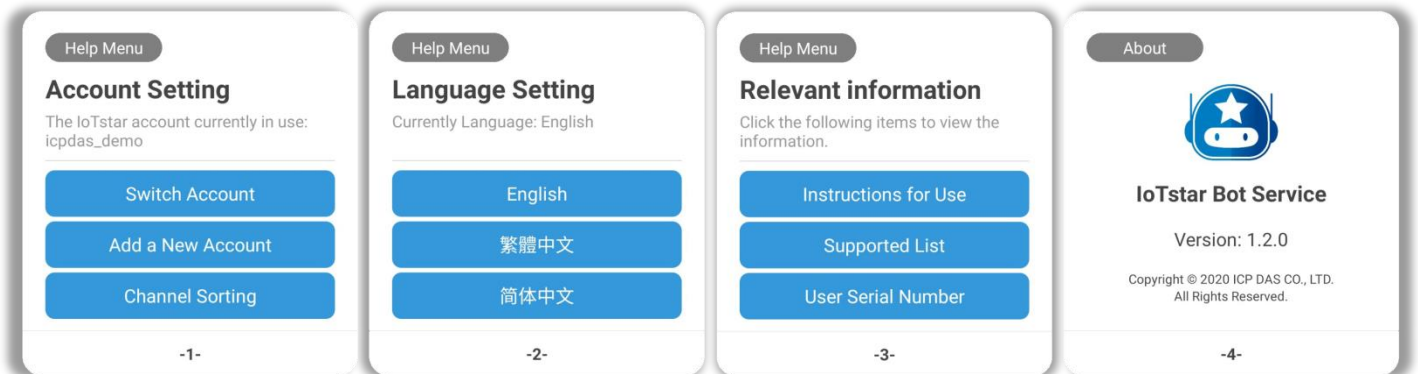 Help Menu
Account Setting
The IoTstar account currently in use:
icpdas_demo
Switch Account
Add a New Account
Channel Sorting
-1-
Help Menu
Language Setting
Currently Language: English
English
繁體中文
简体中文
-2-
Help Menu
Relevant information
Click the following items to view the
information.
Instructions for Use
Supported List
User Serial Number
-3-
About
IoTstar Bot Service
Version: 1.2.0
Copyright © 2020 ICP DAS CO., LTD.
All Rights Reserved.
-4-